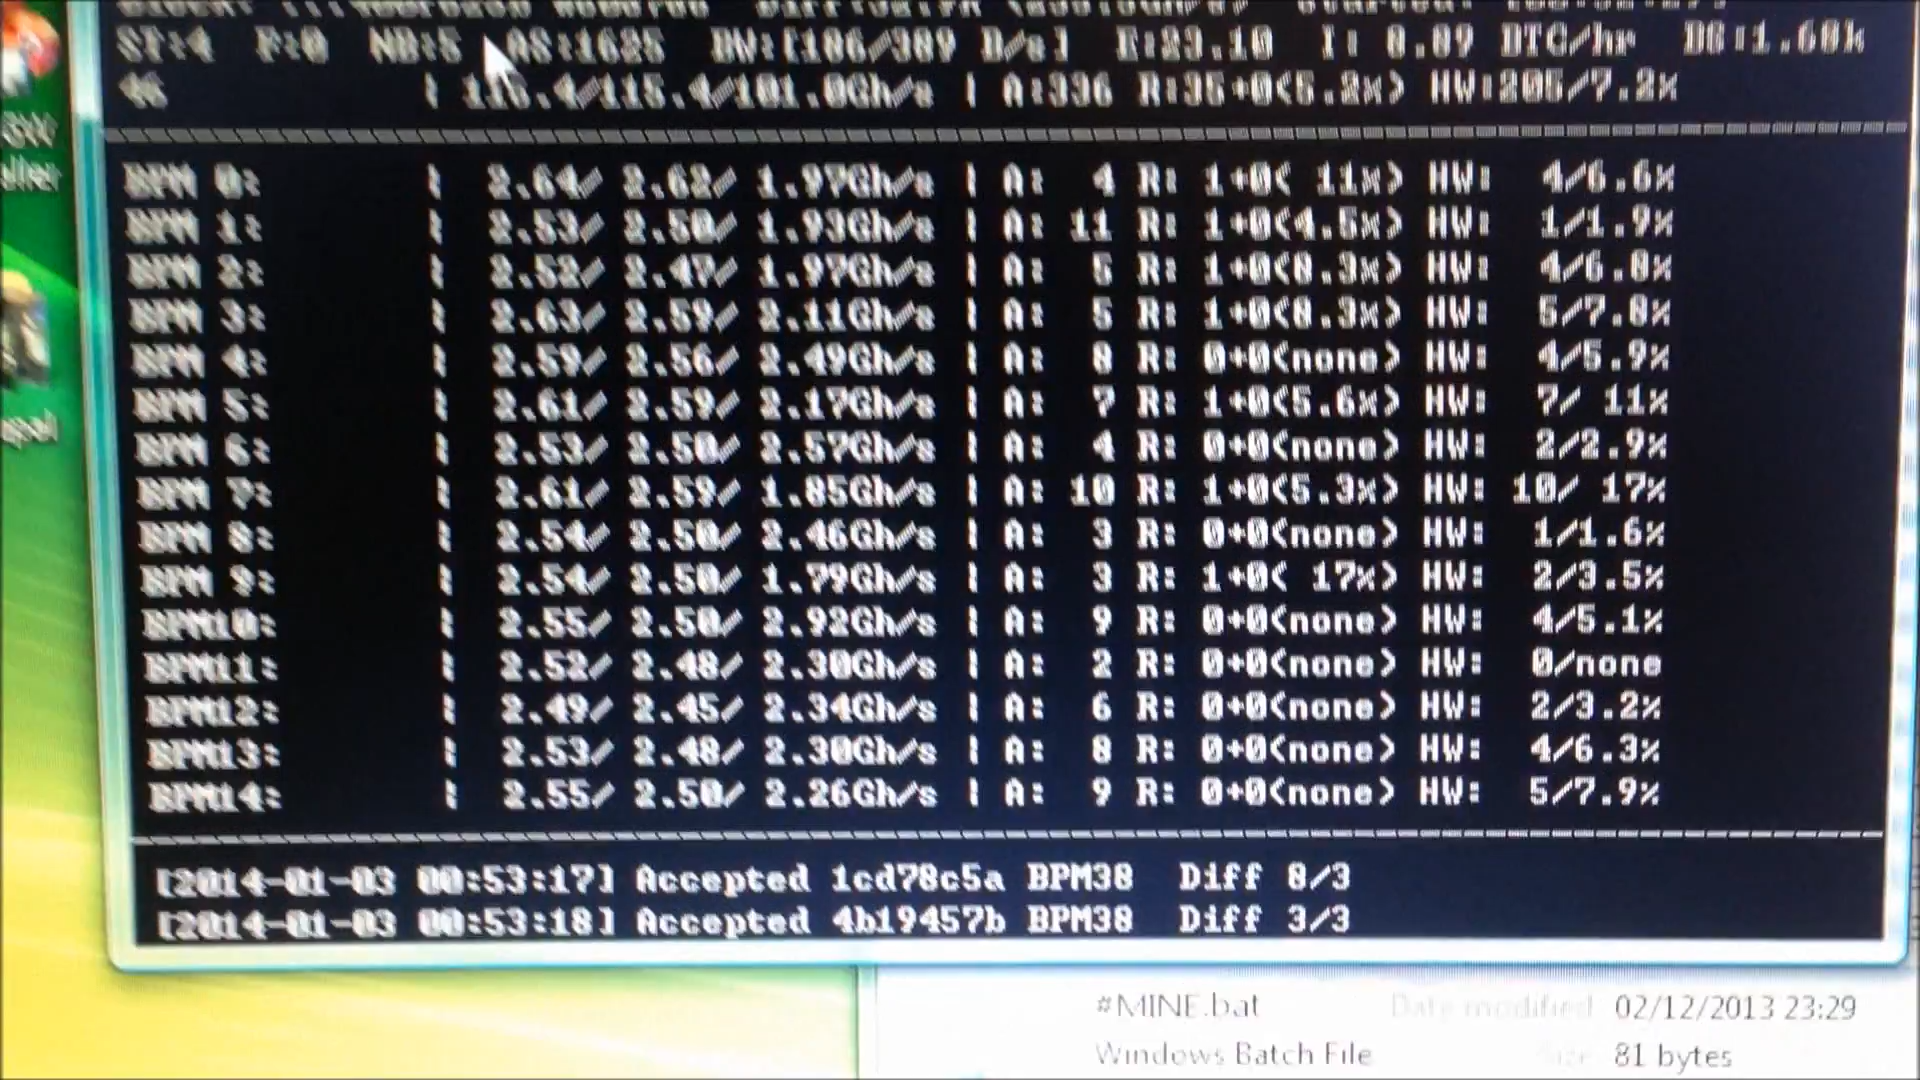 ST:4 F:0 NB:5 AS:1625 BW:[106/389 B/s] E:23.10 I: 0.09 BTC/hr BS:1.60k
46 | 116.4/115.4/101.0Gh/s | A:336 R:35+0(5.2%) HW:205/7.2%
BPM 0: | 2.64/ 2.62/ 1.97Gh/s | A: 4 R: 1+0( 11%) HW: 4/6.6%
BPM 1: | 2.53/ 2.50/ 1.93Gh/s | A: 11 R: 1+0(4.5%) HW: 1/1.9%
BPM 2: | 2.52/ 2.47/ 1.97Gh/s | A: 5 R: 1+0(8.3%) HW: 4/6.8%
BPM 3: | 2.63/ 2.59/ 2.11Gh/s | A: 5 R: 1+0(8.3%) HW: 5/7.8%
BPM 4: | 2.59/ 2.56/ 2.49Gh/s | A: 8 R: 0+0(none) HW: 4/5.9%
BPM 5: | 2.61/ 2.59/ 2.17Gh/s | A: 7 R: 1+0(5.6%) HW: 7/ 11%
BPM 6: | 2.53/ 2.50/ 2.57Gh/s | A: 4 R: 0+0(none) HW: 2/2.9%
BPM 7: | 2.61/ 2.59/ 1.85Gh/s | A: 10 R: 1+0(5.3%) HW: 10/ 17%
BPM 8: | 2.54/ 2.50/ 2.46Gh/s | A: 3 R: 0+0(none) HW: 1/1.6%
BPM 9: | 2.54/ 2.50/ 1.79Gh/s | A: 3 R: 1+0( 17%) HW: 2/3.5%
BPM10: | 2.55/ 2.50/ 2.92Gh/s | A: 9 R: 0+0(none) HW: 4/5.1%
BPM11: | 2.52/ 2.48/ 2.30Gh/s | A: 2 R: 0+0(none) HW: 0/none
BPM12: | 2.49/ 2.45/ 2.34Gh/s | A: 6 R: 0+0(none) HW: 2/3.2%
BPM13: | 2.53/ 2.48/ 2.30Gh/s | A: 8 R: 0+0(none) HW: 4/6.3%
BPM14: | 2.55/ 2.50/ 2.26Gh/s | A: 9 R: 0+0(none) HW: 5/7.9%
[2014-01-03 00:53:17] Accepted 1cd78c5a BPM38 Diff 8/3
[2014-01-03 00:53:18] Accepted 4b19457b BPM38 Diff 3/3
#MINE.bat Date modified 02/12/2013 23:29
Windows Batch File Size: 81 bytes